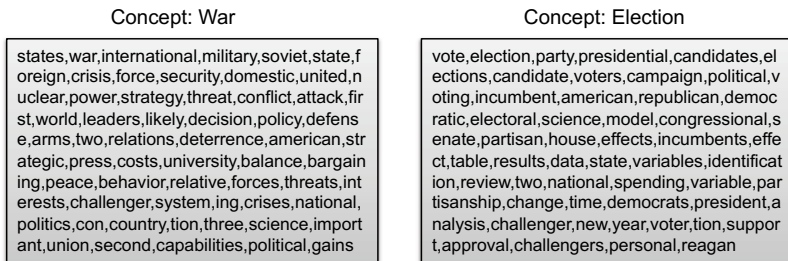 Concept: War
states,war,international,military,soviet,state,f
oreign,crisis,force,security,domestic,united,n
uclear,power,strategy,threat,conflict,attack,fir
st,world,leaders,likely,decision,policy,defens
e,arms,two,relations,deterrence,american,str
ategic,press,costs,university,balance,bargain
ing,peace,behavior,relative,forces,threats,int
erests,challenger,system,ing,crises,national,
politics,con,country,tion,three,science,import
ant,union,second,capabilities,political,gains
Concept: Election
vote,election,party,presidential,candidates,el
ections,candidate,voters,campaign,political,v
oting,incumbent,american,republican,democ
ratic,electoral,science,model,congressional,s
enate,partisan,house,effects,incumbents,effe
ct,table,results,data,state,variables,identificat
ion,review,two,national,spending,variable,par
tisanship,change,time,democrats,president,a
nalysis,challenger,new,year,voter,tion,suppor
t,approval,challengers,personal,reagan